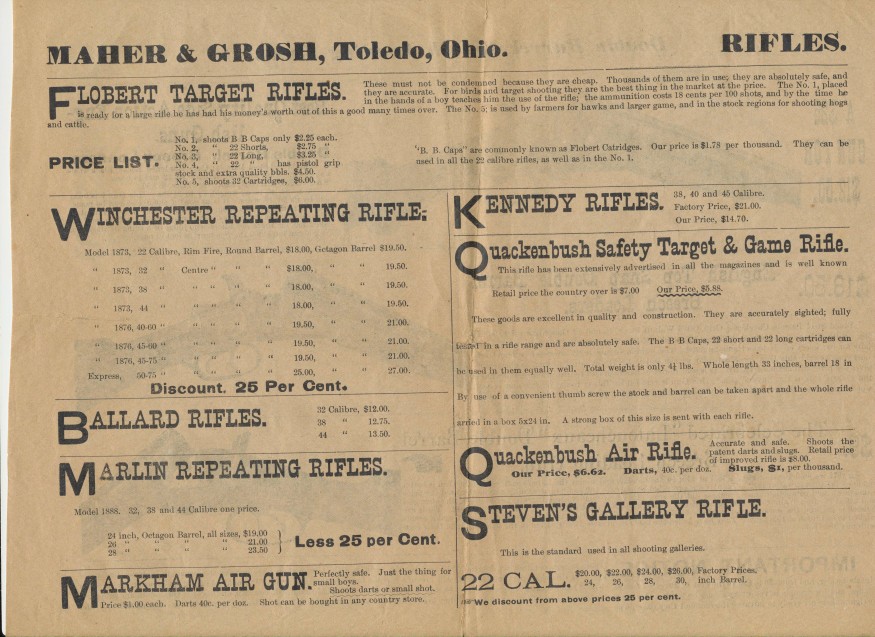 MAHER & GROSH, Toledo, Ohio. RIFLES.
FLOBERT TARGET RIFLES. These must not be condemned because they are cheap. Thousands of them are in use; they are absolutely safe, and
they are accurate. For birds and target shooting they are the best thing in the market at the price. The No. 1, placed
in the hands of a boy teaches him the use of the rifle; the ammunition costs 18 cents per 100 shots, and by the time he
is ready for a large rifle he has had his money's worth out of this a good many times over. The No. 5; is used by farmers for hawks and larger game, and in the stock regions for shooting hogs
and cattle.
PRICE LIST.
No. 1, shoots B B Caps only $2.25 each.
No. 2, " 22 Shorts, $2.75 "
No. 3, " 22 Long, $3.25 "
No. 4, " 22 " has pistol grip
stock and extra quality bbls. $4.50.
No. 5, shoots 32 Cartridges, $6.00.
"B. B. Caps" are commonly known as Flobert Catridges. Our price is $1.78 per thousand. They can be
used in all the 22 calibre rifles, as well as in the No. 1.
WINCHESTER REPEATING RIFLE:
Model 1873, 22 Calibre, Rim Fire, Round Barrel, $18.00, Octagon Barrel $19.50.
" 1873, 32 " Centre " " " $18.00, " " 19.50.
" 1873, 38 " " " " " 18.00, " " 19.50.
" 1873, 44 " " " " 18.00, " " 19.50.
" 1876, 40-60 " " " " " 19.50, " " 21.00.
" 1876, 45-60 " " " " " 19.50, " " 21.00.
" 1876, 45-75 " " " " " 19.50, " " 21.00.
Express, 50-75 " " " " " 25.00, " " 27.00.
Discount. 25 Per Cent.
BALLARD RIFLES.
32 Calibre, $12.00.
38 " 12.75.
44 " 13.50.
MARLIN REPEATING RIFLES.
Model 1888. 32, 38 and 44 Calibre one price.
24 inch, Octagon Barrel, all sizes, $19.00
26 " " " " " 21.00
28 " " " " " 23.50
Less 25 per Cent.
MARKHAM AIR GUN. Perfectly safe. Just the thing for
small boys.
Shoots darts or small shot.
Price $1.00 each. Darts 40c. per doz. Shot can be bought in any country store.
KENNEDY RIFLES.
38, 40 and 45 Calibre.
Factory Price, $21.00.
Our Price, $14.70.
Quackenbush Safety Target & Game Rifle.
This rifle has been extensively advertised in all the magazines and is well known
Retail price the country over is $7.00 Our Price, $5.88.
These goods are excellent in quality and construction. They are accurately sighted; fully
tested in a rifle range and are absolutely safe. The B B Caps, 22 short and 22 long cartridges can
be used in them equally well. Total weight is only 4½ lbs. Whole length 33 inches, barrel 18 in
By use of a convenient thumb screw the stock and barrel can be taken apart and the whole rifle
arried in a box 5x24 in. A strong box of this size is sent with each rifle.
Quackenbush Air Rifle. Accurate and safe. Shoots the
patent darts and slugs. Retail price
of improved rifle is $8.00.
Our Price, $6.62. Darts, 40c. per doz. Slugs, $1, per thousand.
STEVEN'S GALLERY RIFLE.
This is the standard used in all shooting galleries.
22 CAL. $20.00, $22.00, $24.00, $26.00, Factory Prices.
24, 26, 28, 30, inch Barrel.
We discount from above prices 25 per cent.